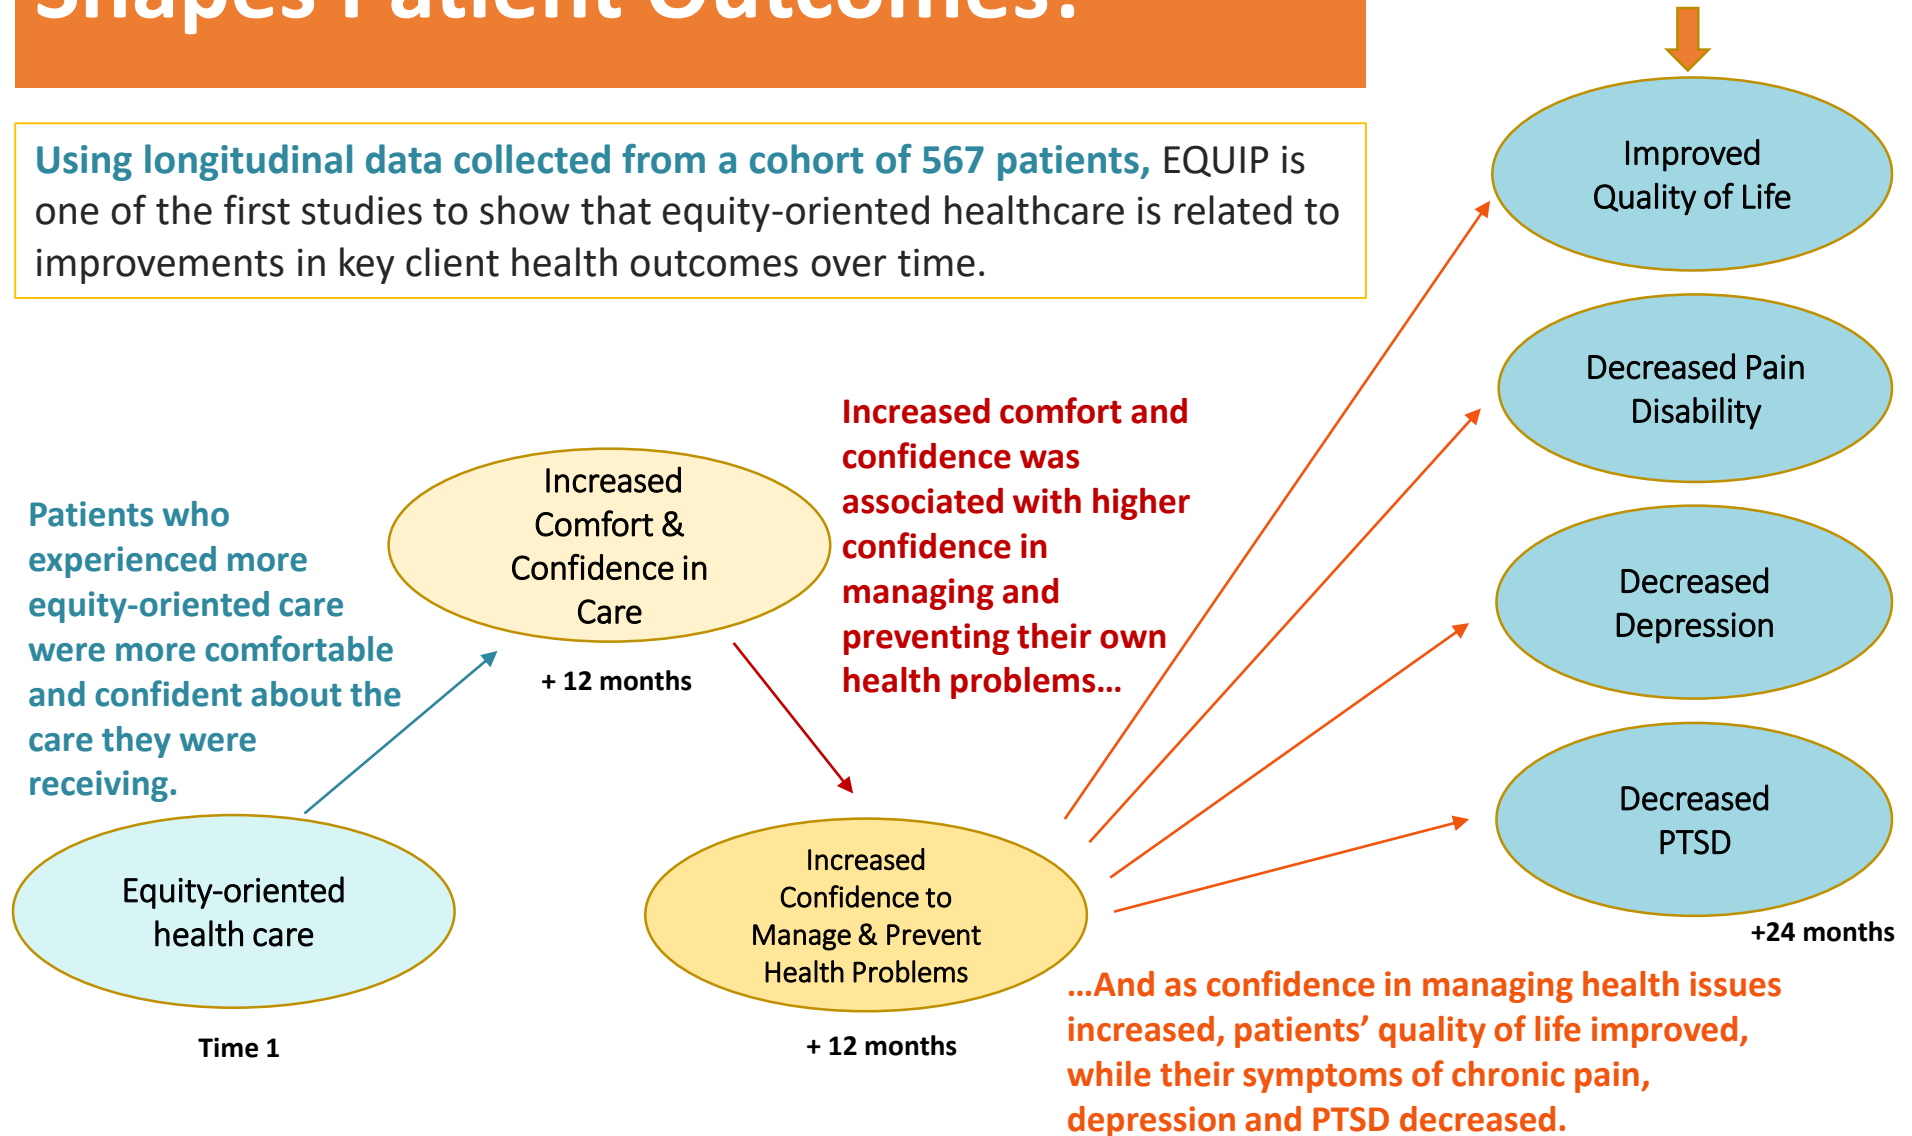 Shapes Patient Outcomes?
Using longitudinal data collected from a cohort of 567 patients, EQUIP is
one of the first studies to show that equity-oriented healthcare is related to
improvements in key client health outcomes over time.
Patients who
experienced more
equity-oriented care
were more comfortable
and confident about the
care they were
receiving.
Equity-oriented
health care
Time 1
Increased
Comfort &
Confidence in
Care
+ 12 months
Increased comfort and
confidence was
associated with higher
confidence in
managing and
preventing their own
health problems…
Increased
Confidence to
Manage & Prevent
Health Problems
+ 12 months
Improved
Quality of Life
Decreased Pain
Disability
Decreased
Depression
Decreased
PTSD
+24 months
…And as confidence in managing health issues
increased, patients’ quality of life improved,
while their symptoms of chronic pain,
depression and PTSD decreased.